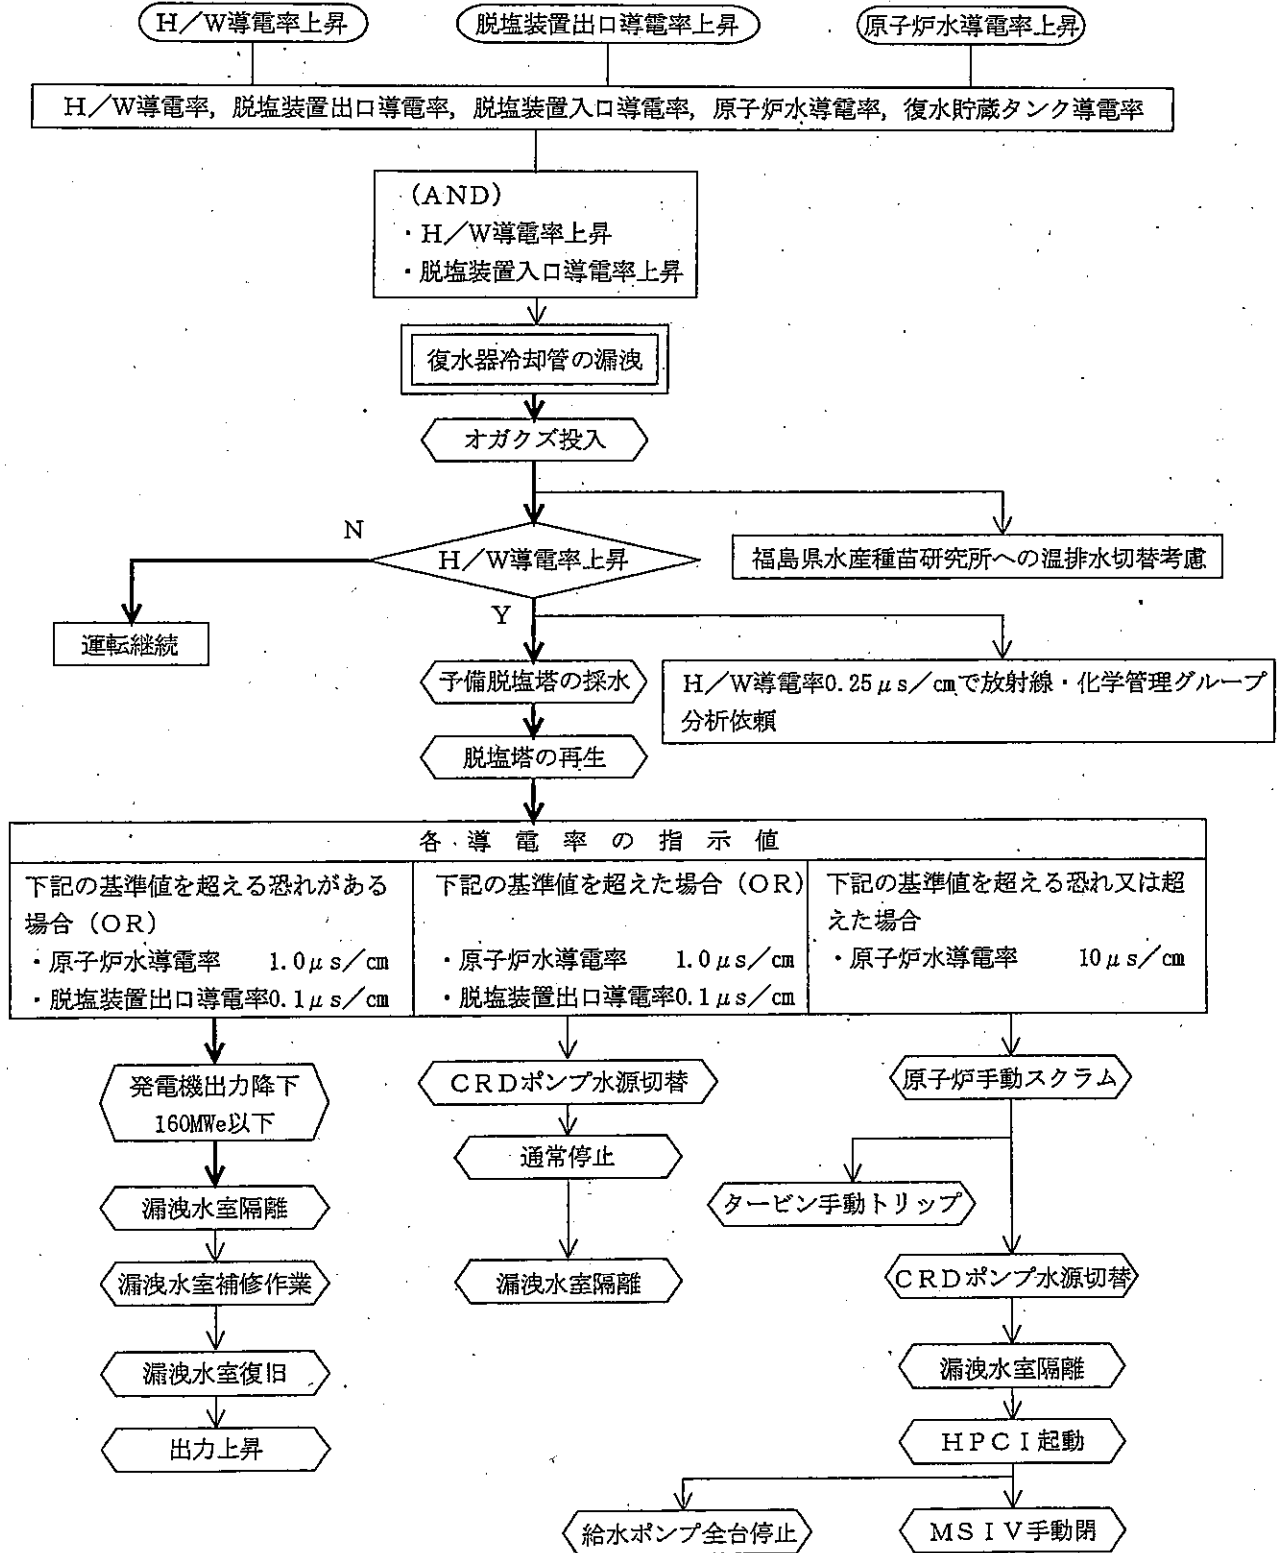 H／W導電率上昇
脱塩装置出口導電率上昇
原子炉水導電率上昇
H／W導電率，脱塩装置出口導電率，脱塩装置入口導電率，原子炉水導電率，復水貯蔵タンク導電率
（AND）
・H／W導電率上昇
・脱塩装置入口導電率上昇
復水器冷却管の漏洩
オガクズ投入
N
H／W導電率上昇
福島県水産種苗研究所への温排水切替考慮
Y
運転継続
予備脱塩塔の採水
H／W導電率0.25μs／㎝で放射線・化学管理グループ
分析依頼
脱塩塔の再生
各導電率の指示値
下記の基準値を超える恐れがある
場合（OR）
・原子炉水導電率 1.0μs／㎝
・脱塩装置出口導電率0.1μs／㎝
下記の基準値を超えた場合（OR）
・原子炉水導電率 1.0μs／㎝
・脱塩装置出口導電率0.1μs／㎝
下記の基準値を超える恐れ又は超
えた場合
・原子炉水導電率 10μs／㎝
発電機出力降下
160MWe以下
漏洩水室隔離
漏洩水室補修作業
漏洩水室復旧
出力上昇
CRDポンプ水源切替
通常停止
漏洩水室隔離
原子炉手動スクラム
タービン手動トリップ
CRDポンプ水源切替
漏洩水室隔離
HPCI起動
給水ポンプ全台停止
MSIV手動閉